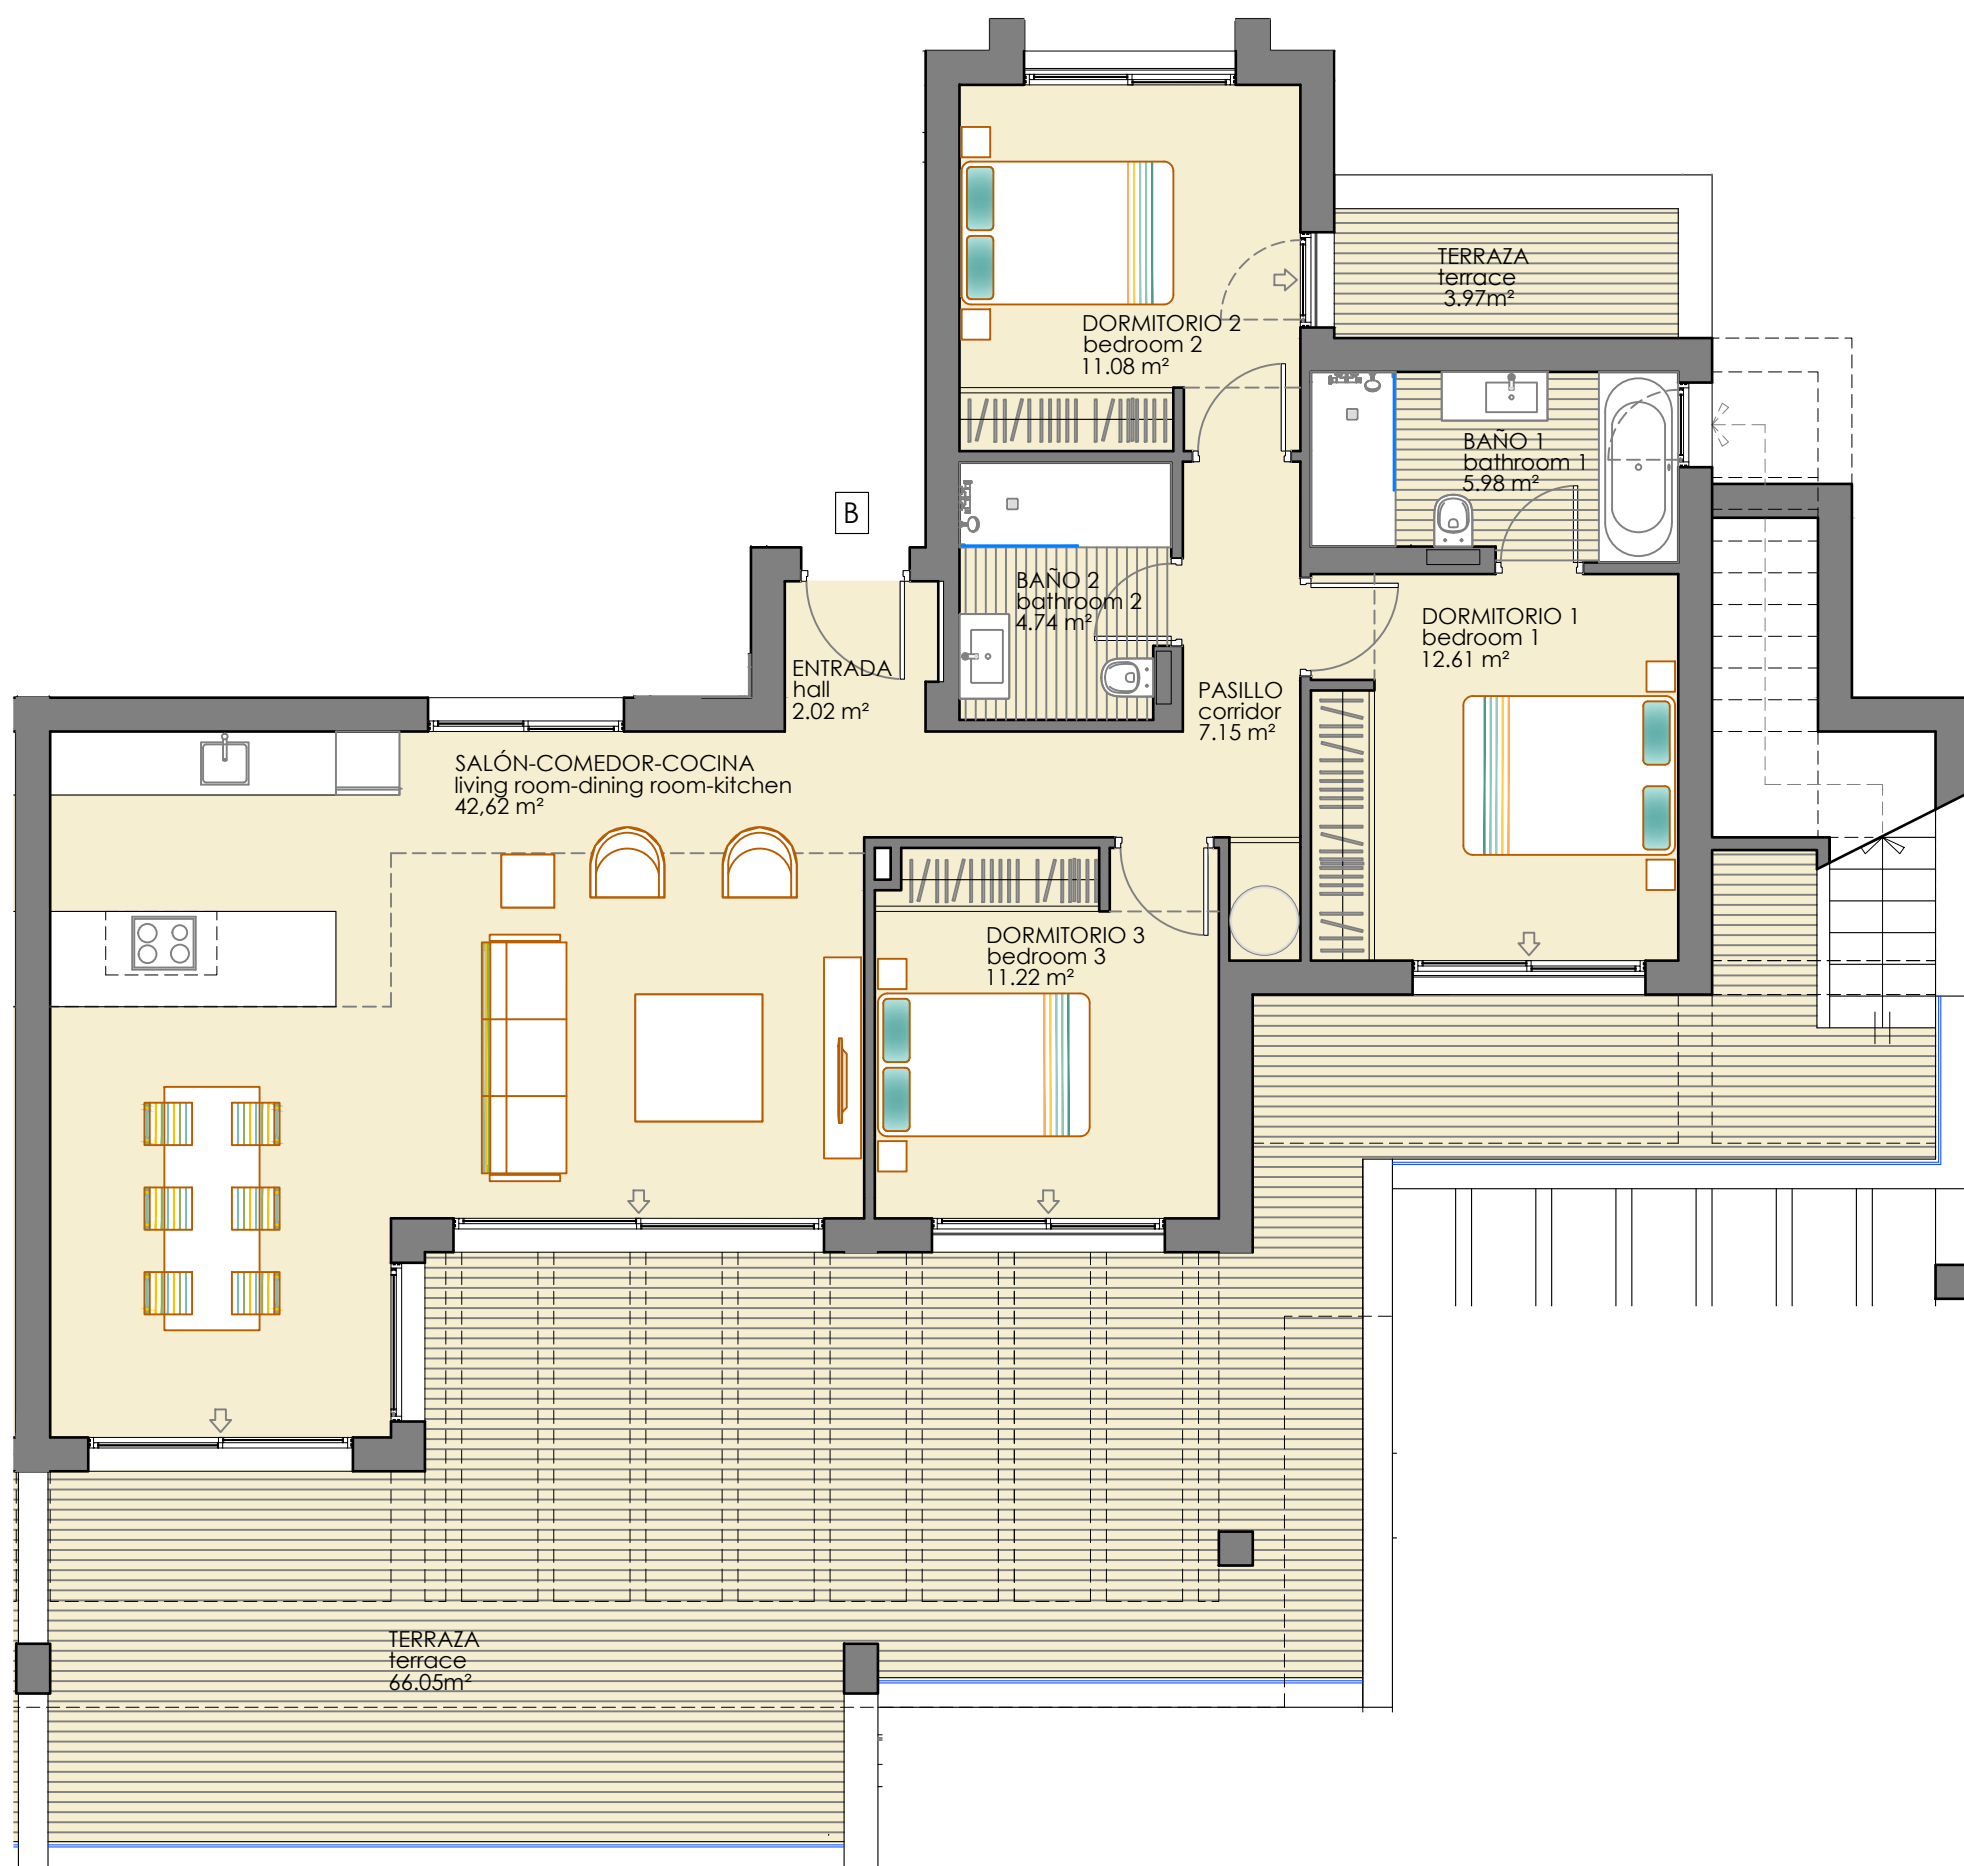 TERRAZA
terrace
3.97m²
DORMITORIO 2
bedroom 2
11.08 m²
BAÑO 1
bathroom 1
5.98 m²
B
BAÑO 2
bathroom 2
4.74 m²
DORMITORIO 1
bedroom 1
12.61 m²
ENTRADA
hall
2.02 m²
PASILLO
corridor
7.15 m²
SALÓN-COMEDOR-COCINA
living room-dining room-kitchen
42,62 m²
DORMITORIO 3
bedroom 3
11.22 m²
TERRAZA
terrace
66.05m²